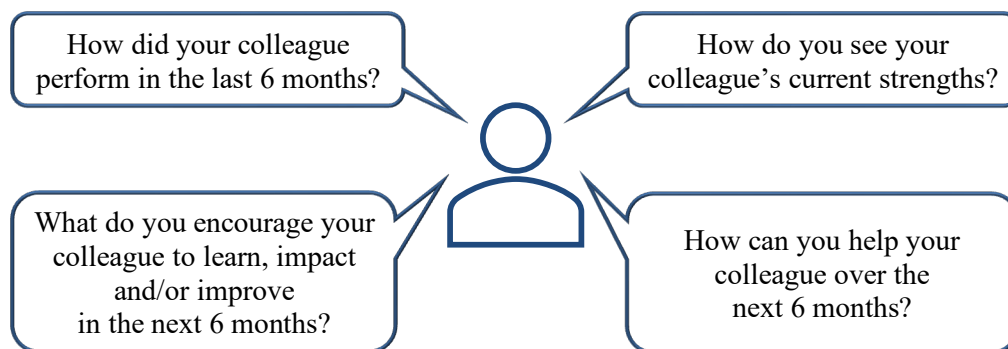 How did your colleague
perform in the last 6 months?
How do you see your
colleague’s current strengths?
What do you encourage your
colleague to learn, impact
and/or improve
in the next 6 months?
How can you help your
colleague over the
next 6 months?